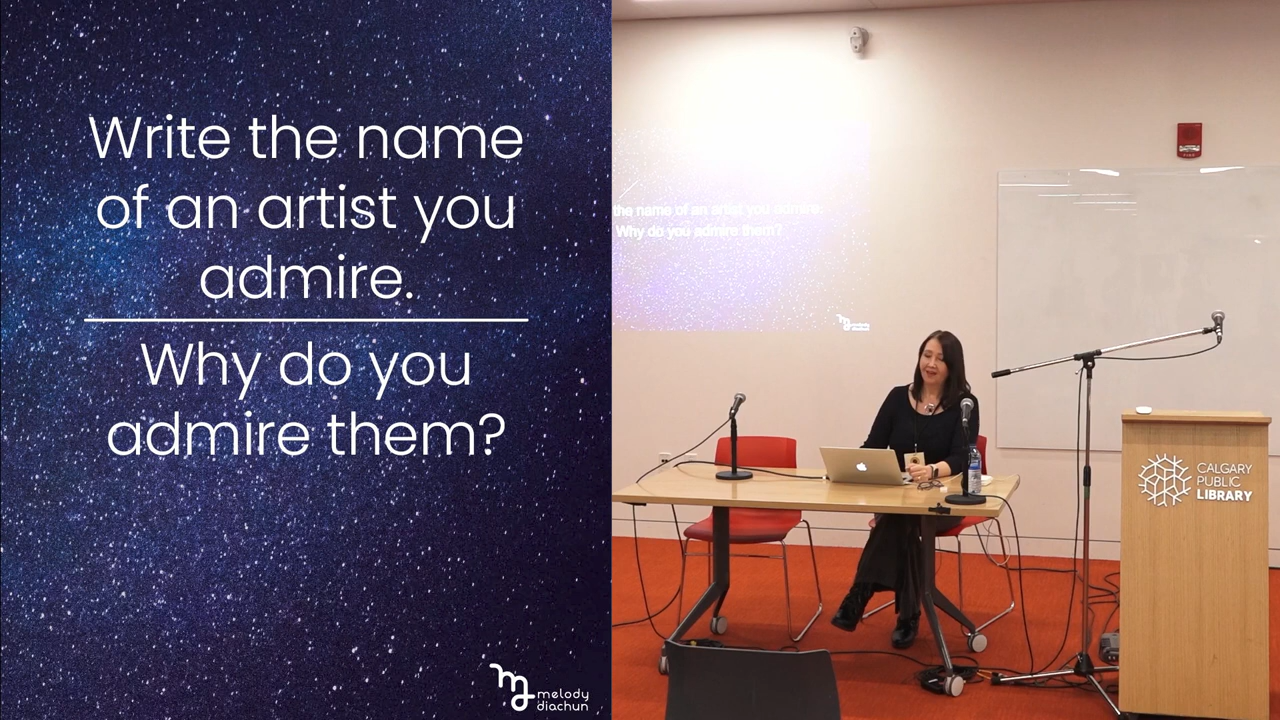 Write the name
of an artist you
admire.
Why do you
admire them?
melody
diachun
the name of an artist you admire.
Why do you admire them?
CALGARY
PUBLIC
LIBRARY